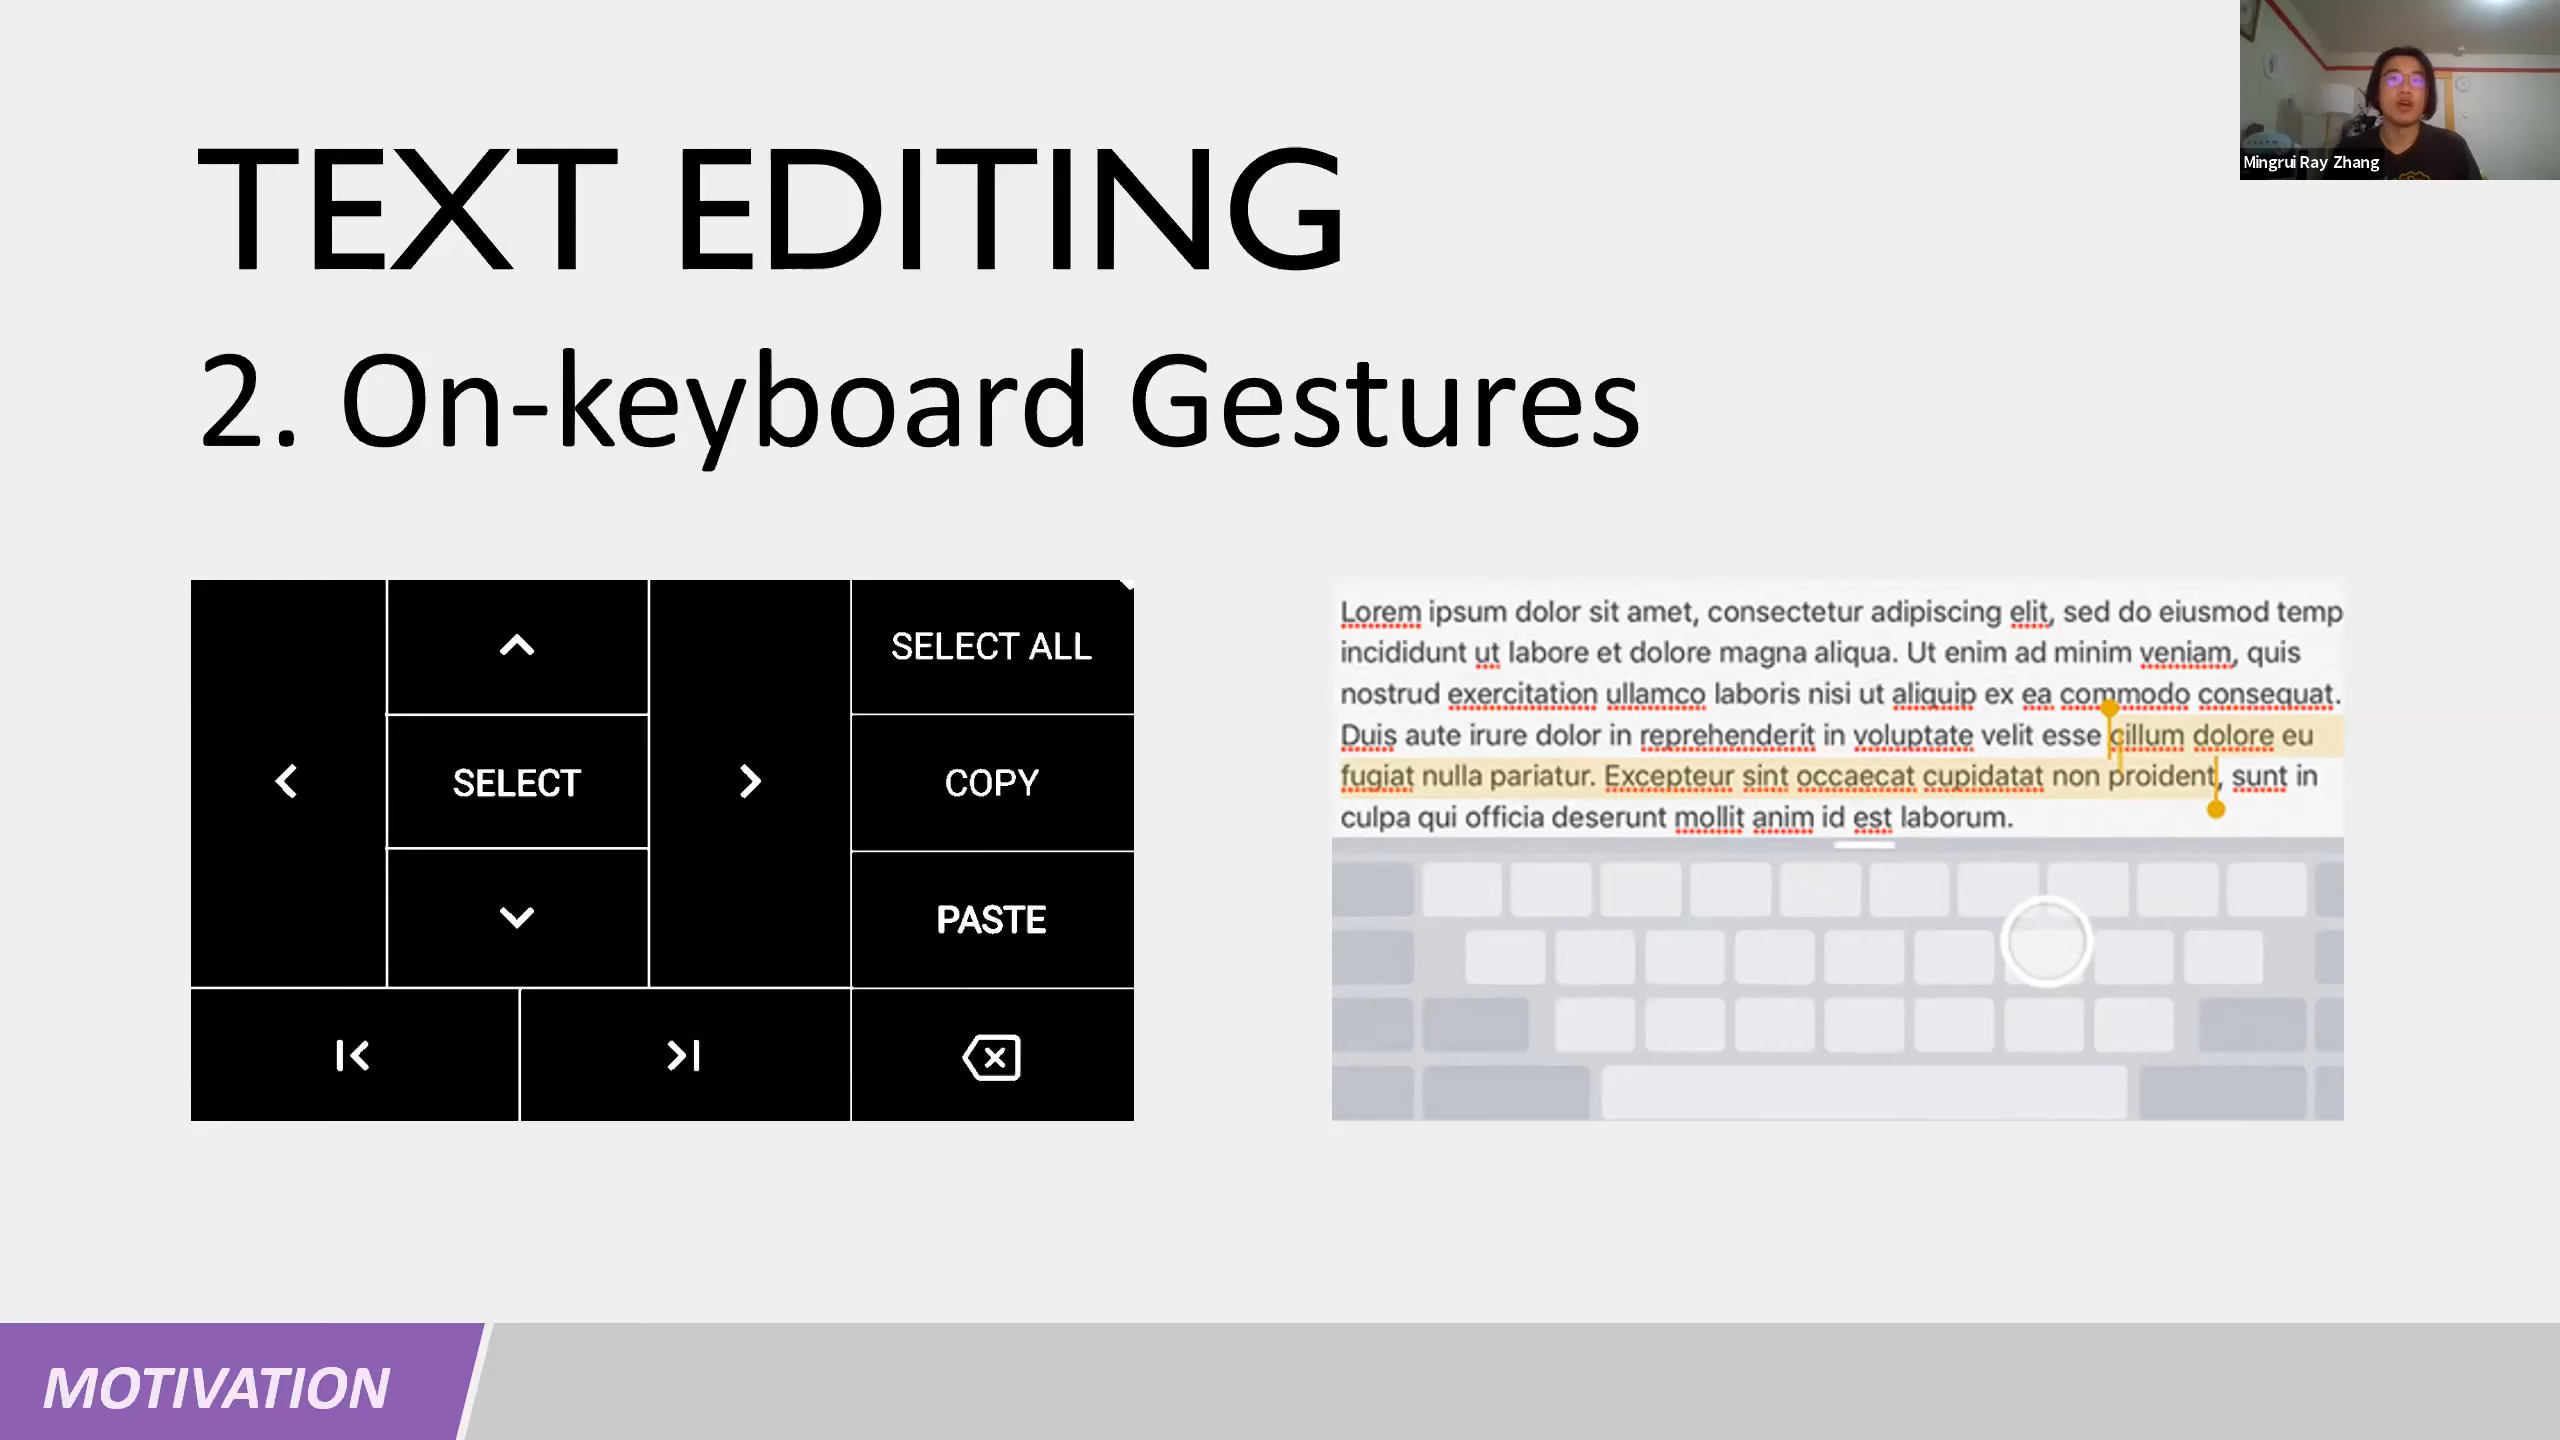 TEXT EDITING
2. On-keyboard Gestures
Mingrui Ray Zhang
SELECT ALL
SELECT
COPY
PASTE
Lorem ipsum dolor sit amet, consectetur adipiscing elit, sed do eiusmod temp
incididunt ut labore et dolore magna aliqua. Ut enim ad minim veniam, quis
nostrud exercitation ullamco laboris nisi ut aliquip ex ea commodo consequat.
Duis aute irure dolor in reprehenderit in voluptate velit esse cillum dolore eu
fugiat nulla pariatur. Excepteur sint occaecat cupidatat non proident, sunt in
culpa qui officia deserunt mollit anim id est laborum.
MOTIVATION